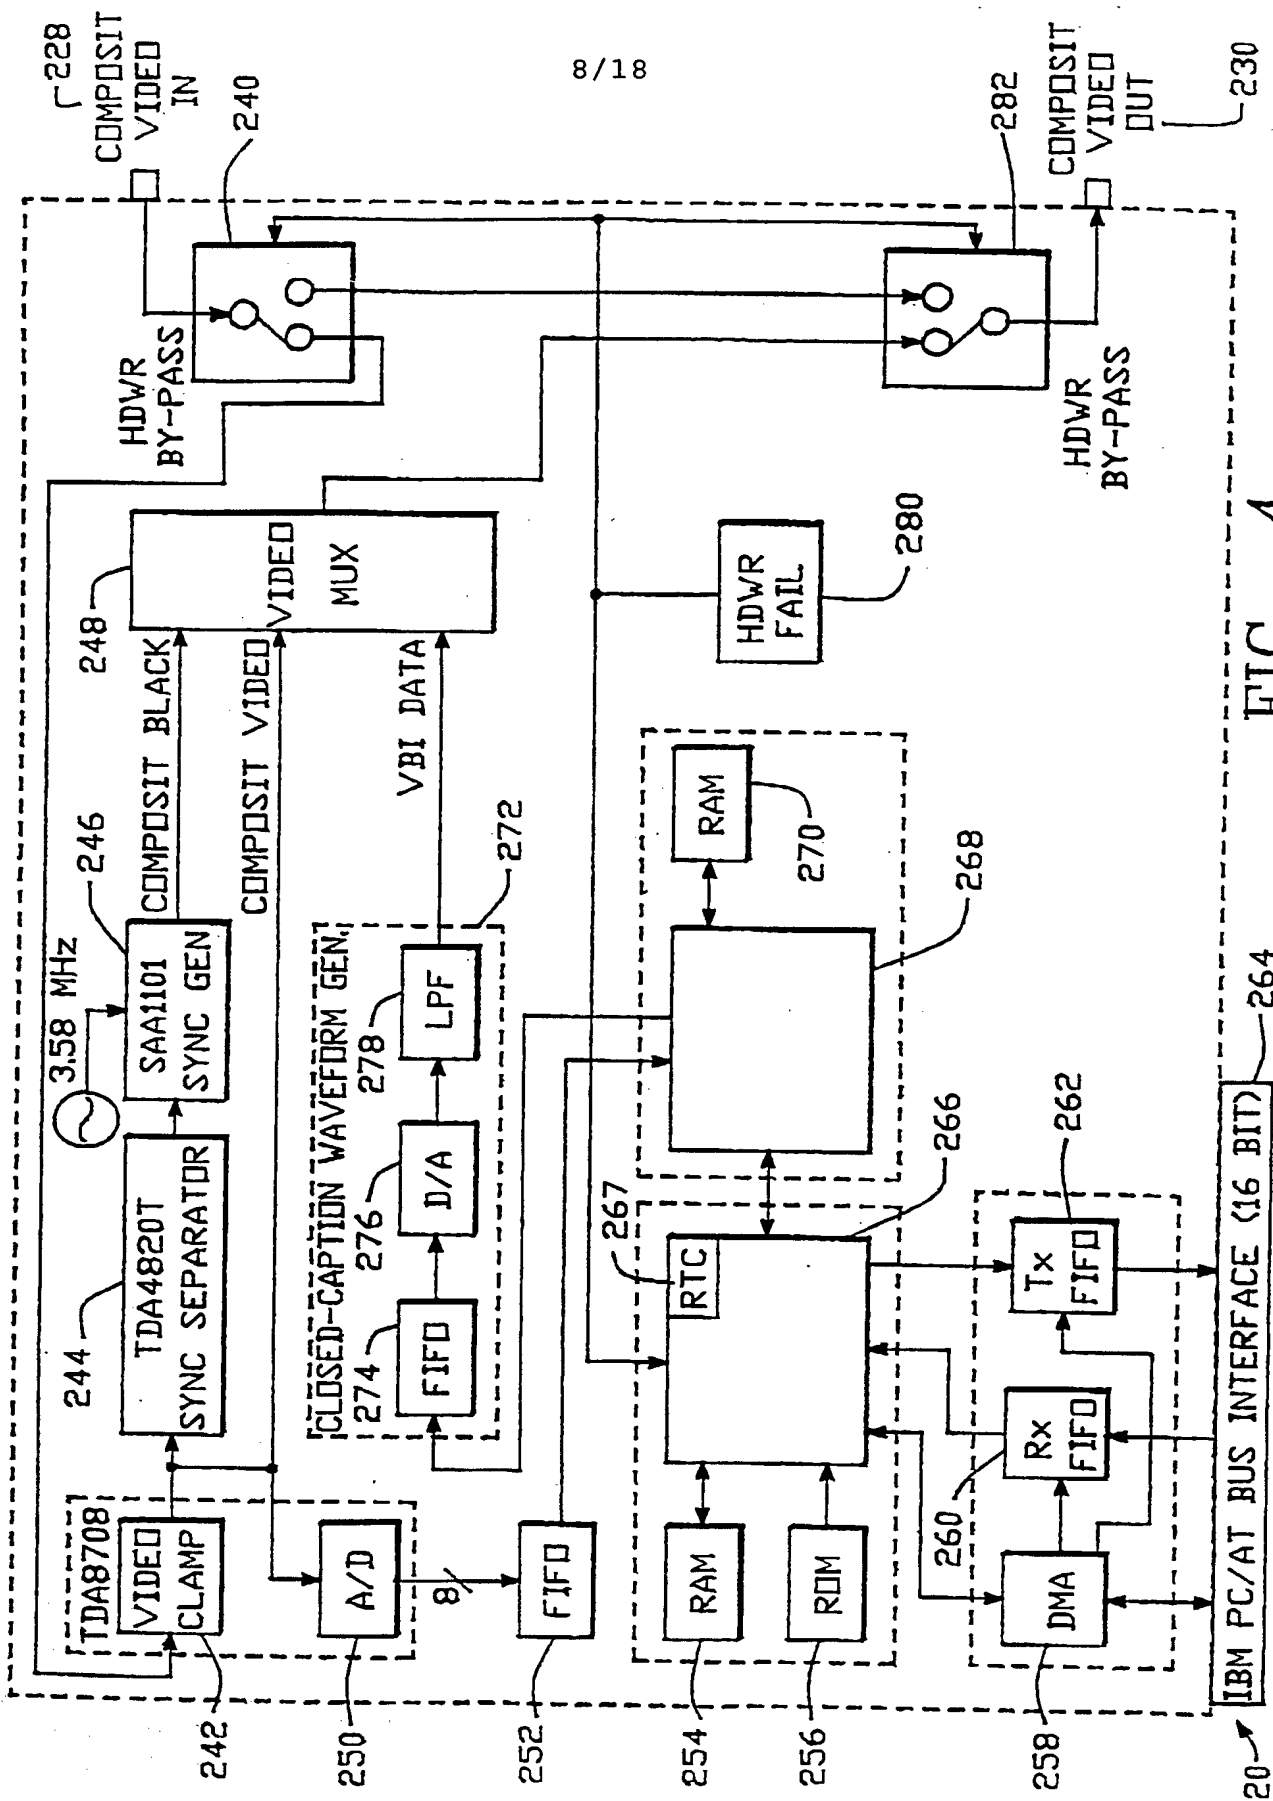 8/18
228
COMPOSIT
VIDEO
IN
240
HDWR
BY-PASS
3.58 MHz
246
248
244
TDA4820T
SYNC SEPARATOR
SAA1101
SYNC GEN
COMPOSIT BLACK
COMPOSIT VIDEO
VBI DATA
VIDEO
MUX
TDA8708
VIDEO
CLAMP
242
A/D
250
8
FIFO
252
CLOSED-CAPTION WAVEFORM GEN.
272
274
FIFO
276
D/A
278
LPF
HDWR
FAIL
280
282
HDWR
BY-PASS
COMPOSIT
VIDEO
OUT
230
RAM
254
ROM
256
267
RTC
266
268
RAM
270
DMA
258
260
Rx
FIFO
Tx
FIFO
262
IBM PC/AT BUS INTERFACE (16 BIT)
264
20
FIG. 4